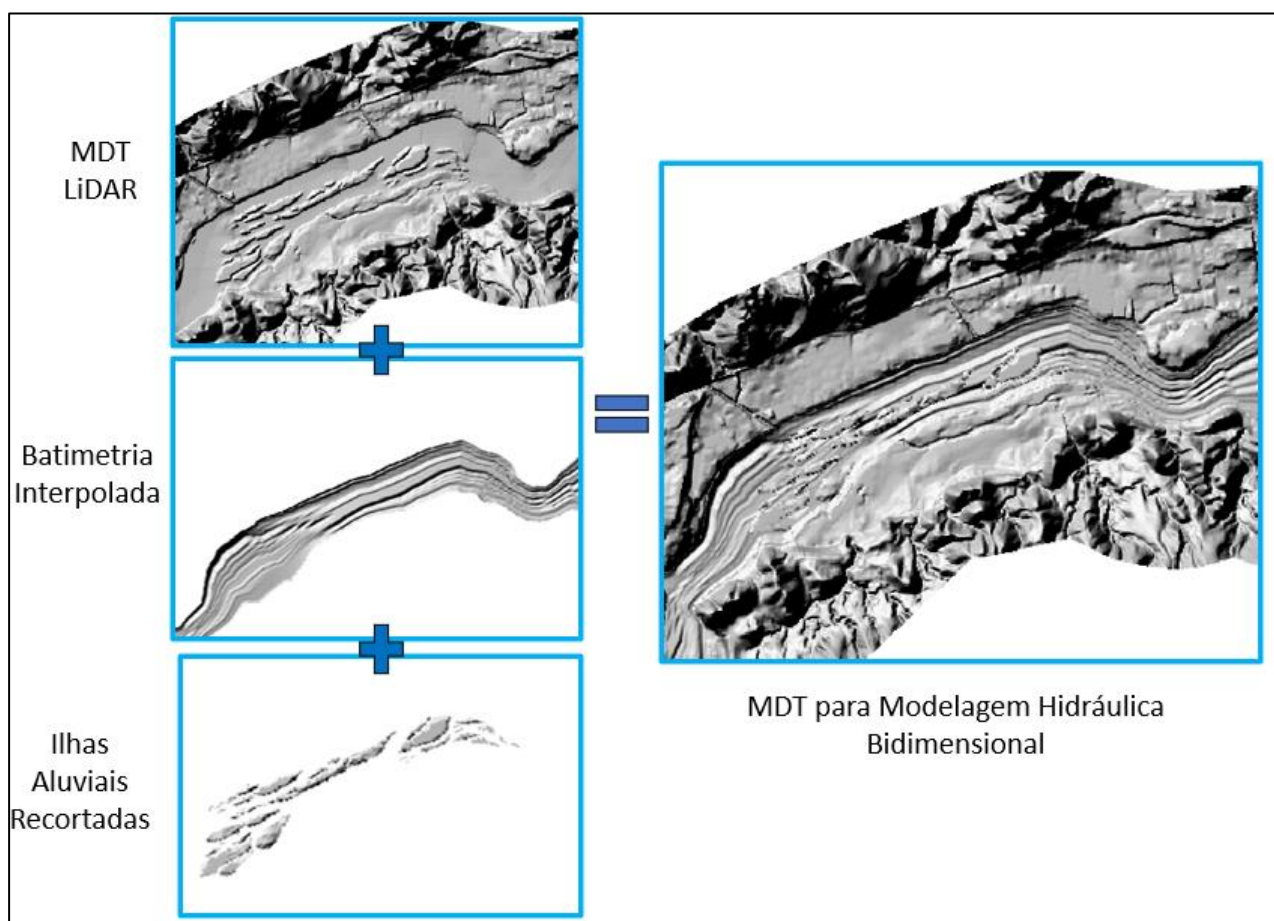 MDT
LiDAR
Batimetria
Interpolada
Ilhas
Aluviais
Recortadas
MDT para Modelagem Hidráulica
Bidimensional